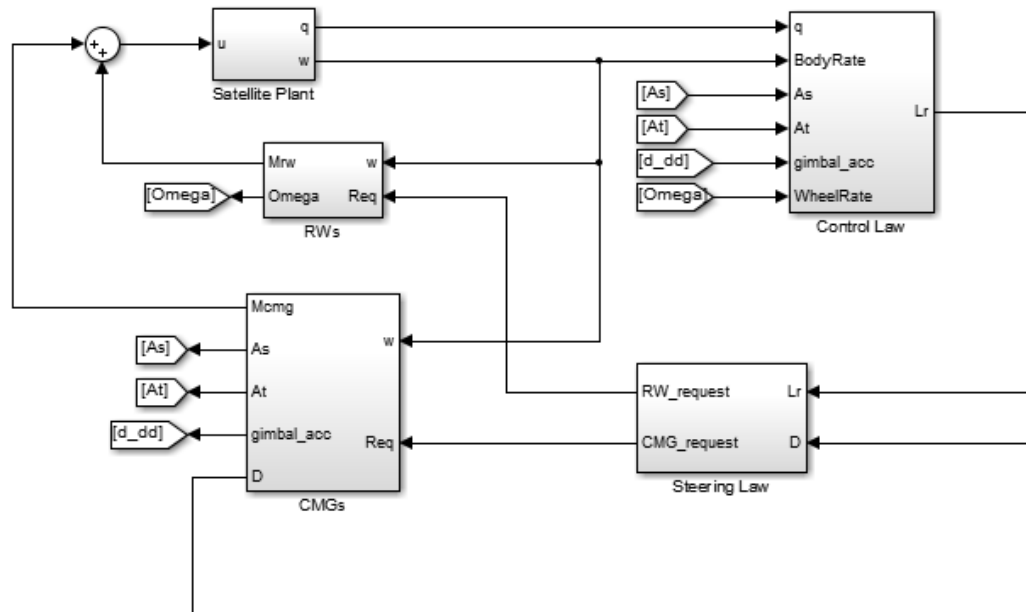 +
+
u
q
w
Satellite Plant
q
BodyRate
As
At
gimbal_acc
WheelRate
Lr
Control Law
[As]
[At]
[d_dd]
[Omega]
Mrw
Omega
w
Req
RWs
[Omega]
Mcmg
As
At
gimbal_acc
D
w
Req
CMGs
[As]
[At]
[d_dd]
RW_request
CMG_request
Lr
D
Steering Law